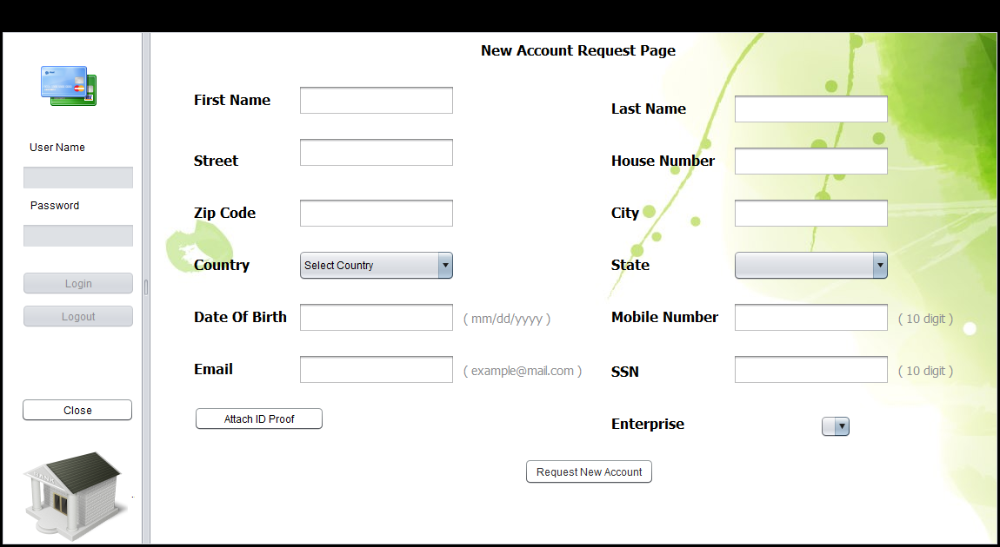 New Account Request Page
User Name
Password
Login
Logout
Close
BANK
First Name
Last Name
Street
House Number
Zip Code
City
Country Select Country
State
Date Of Birth ( mm/dd/yyyy )
Mobile Number ( 10 digit )
Email ( example@mail.com )
SSN ( 10 digit )
Attach ID Proof
Enterprise
Request New Account